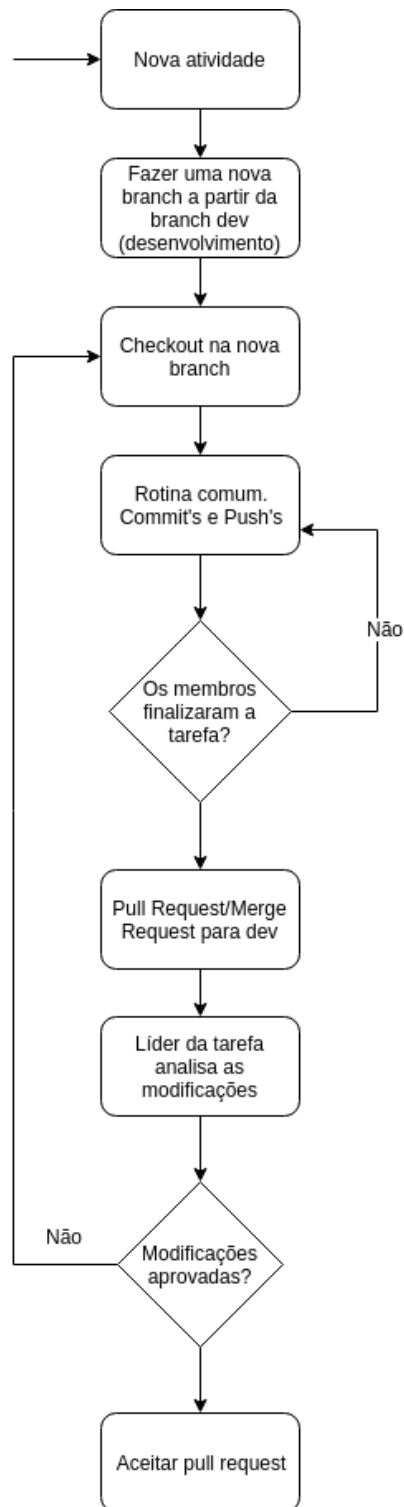 Nova atividade
Fazer uma nova
branch a partir da
branch dev
(desenvolvimento)
Checkout na nova
branch
Rotina comum.
Commit's e Push's
Não
Os membros
finalizaram a
tarefa?
Pull Request/Merge
Request para dev
Líder da tarefa
analisa as
modificações
Não
Modificações
aprovadas?
Aceitar pull request